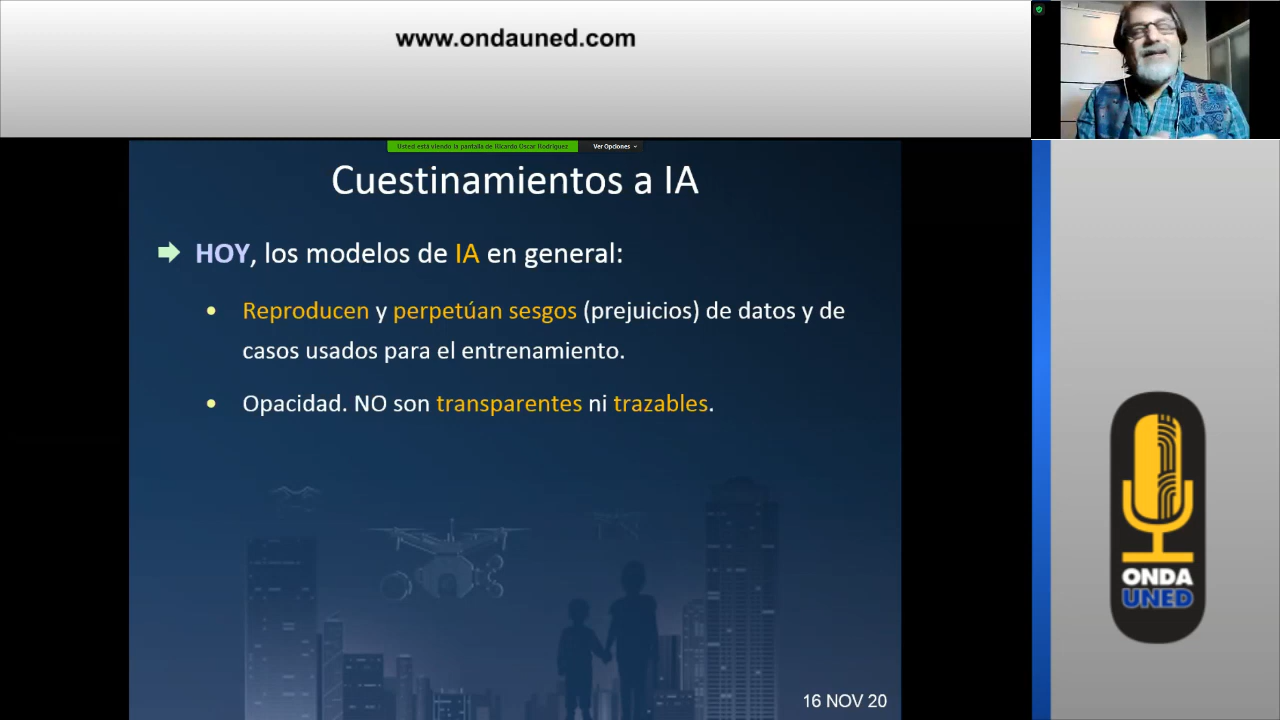 www.ondauned.com
Usted está viendo la pantalla de Ricardo Oscar Rodriguez
Ver Opciones
Cuestinamientos a IA
HOY, los modelos de IA en general:
• Reproducen y perpetúan sesgos (prejuicios) de datos y de
casos usados para el entrenamiento.
• Opacidad. NO son transparentes ni trazables.
ONDA
UNED
16 NOV 20